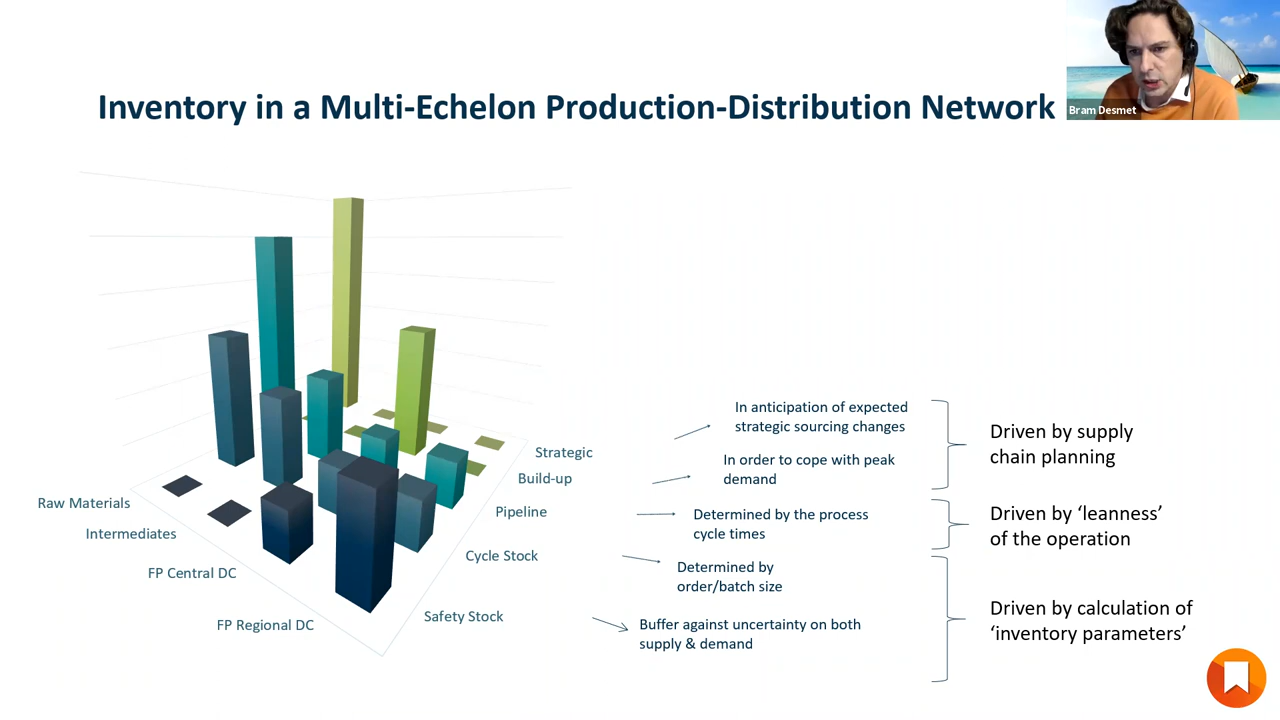 Bram Desmet
Inventory in a Multi-Echelon Production-Distribution Network
Raw Materials
Intermediates
FP Central DC
FP Regional DC
Strategic
Build-up
Pipeline
Cycle Stock
Safety Stock
In anticipation of expected
strategic sourcing changes
In order to cope with peak
demand
Determined by the process
cycle times
Determined by
order/batch size
Buffer against uncertainty on both
supply & demand
Driven by supply
chain planning
Driven by ‘leanness’
of the operation
Driven by calculation of
‘inventory parameters’